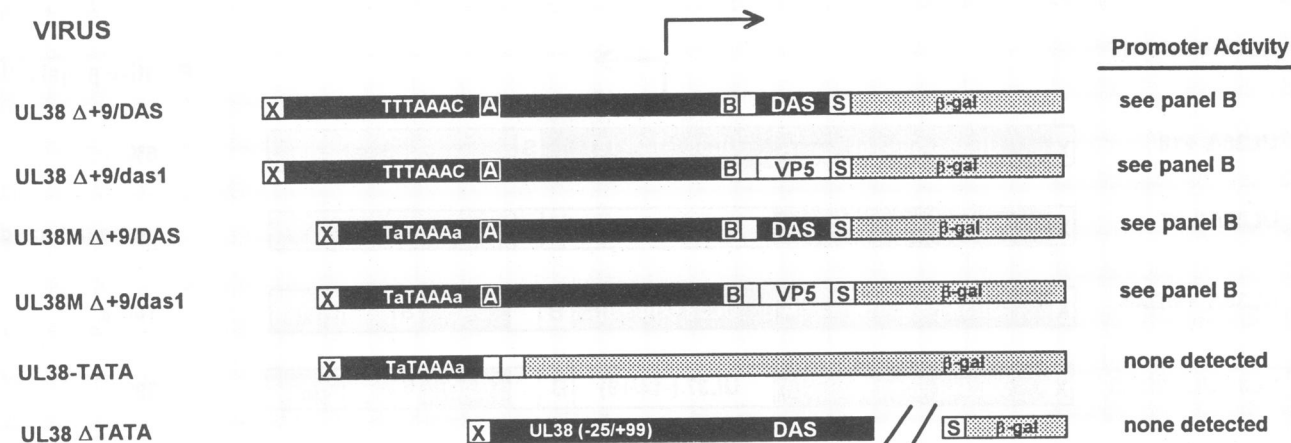 VIRUS
Promoter Activity
UL38 Δ+9/DAS X TTTAAAC A B DAS S β-gal see panel B
UL38 Δ+9/das1 X TTTAAAC A B VP5 S β-gal see panel B
UL38M Δ+9/DAS X TaTAAAa A B DAS S β-gal see panel B
UL38M Δ+9/das1 X TaTAAAa A B VP5 S β-gal see panel B
UL38-TATA X TaTAAAa β-gal none detected
UL38 ΔTATA X UL38 (-25/+99) DAS S β-gal none detected